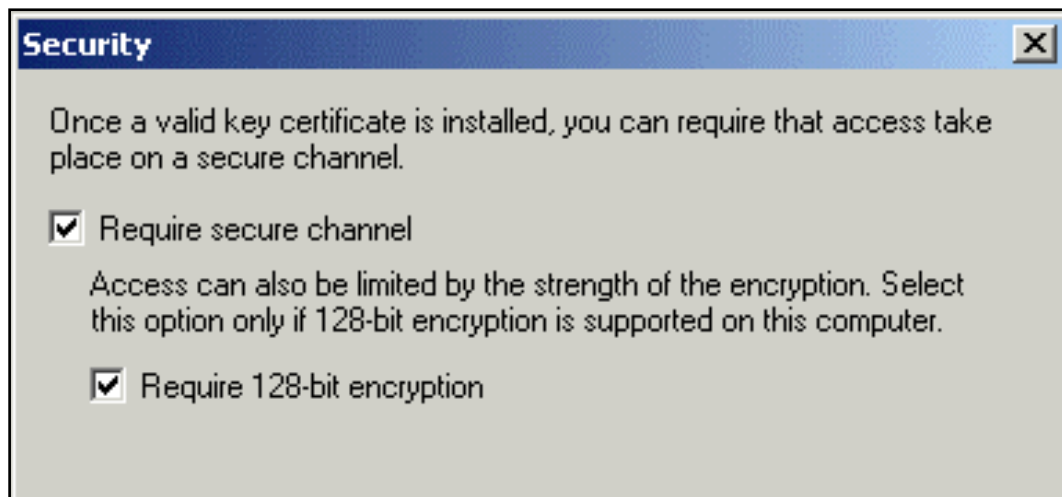 Security
Once a valid key certificate is installed, you can require that access take
place on a secure channel.
Require secure channel
Access can also be limited by the strength of the encryption. Select
this option only if 128-bit encryption is supported on this computer.
Require 128-bit encryption